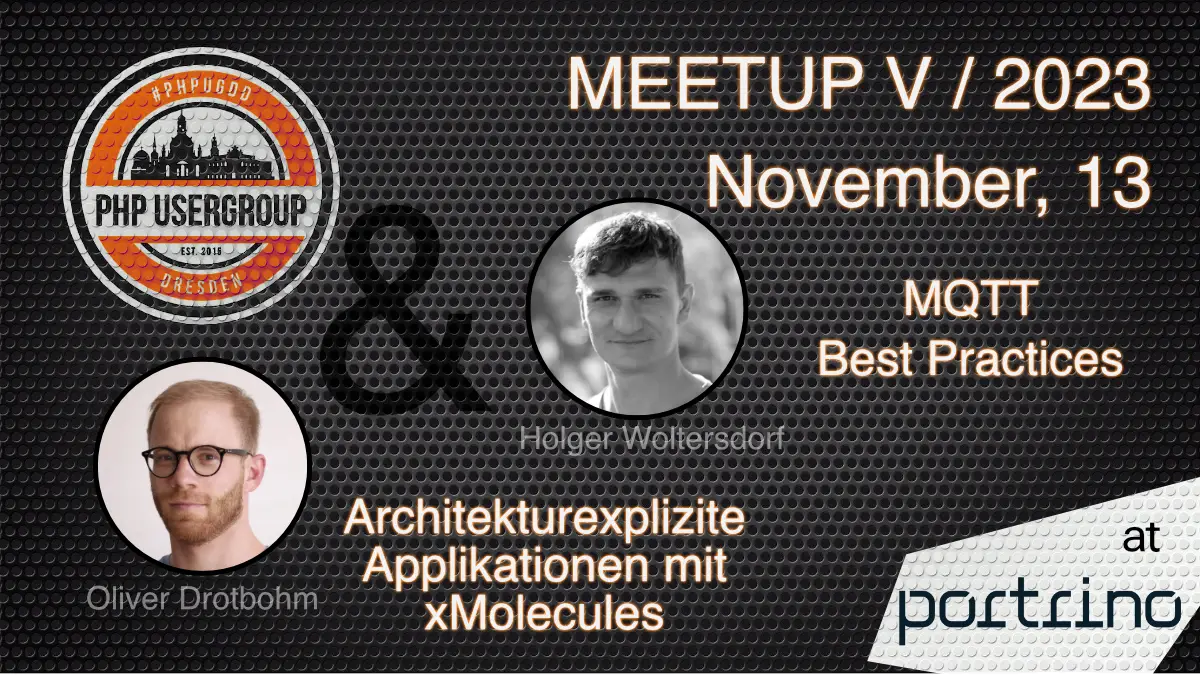 #PHPUGDD
PHP USERGROUP
EST. 2015
DRESDEN
MEETUP V / 2023
November, 13
&
MQTT
Best Practices
Holger Woltersdorf
Architekturexplizite
Applikationen mit
xMolecules
Oliver Drotbohm
at
portrino